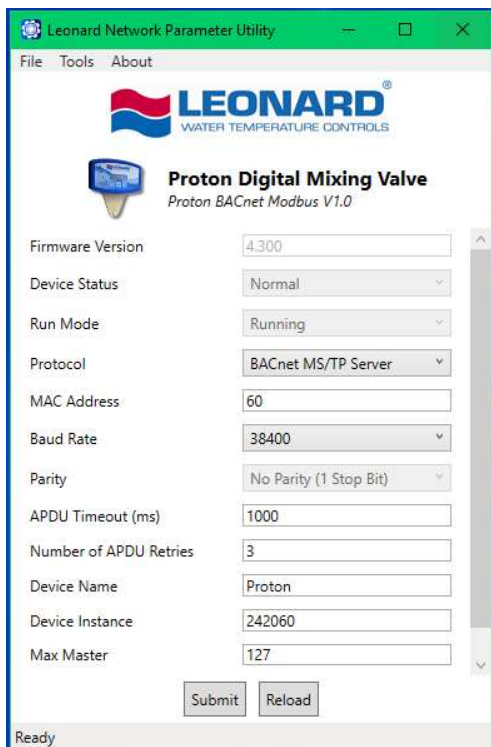 Leonard Network Parameter Utility
File Tools About
LEONARD®
WATER TEMPERATURE CONTROLS
Proton Digital Mixing Valve
Proton BACnet Modbus V1.0
Firmware Version 4.300
Device Status Normal
Run Mode Running
Protocol BACnet MS/TP Server
MAC Address 60
Baud Rate 38400
Parity No Parity (1 Stop Bit)
APDU Timeout (ms) 1000
Number of APDU Retries 3
Device Name Proton
Device Instance 242060
Max Master 127
Submit Reload
Ready